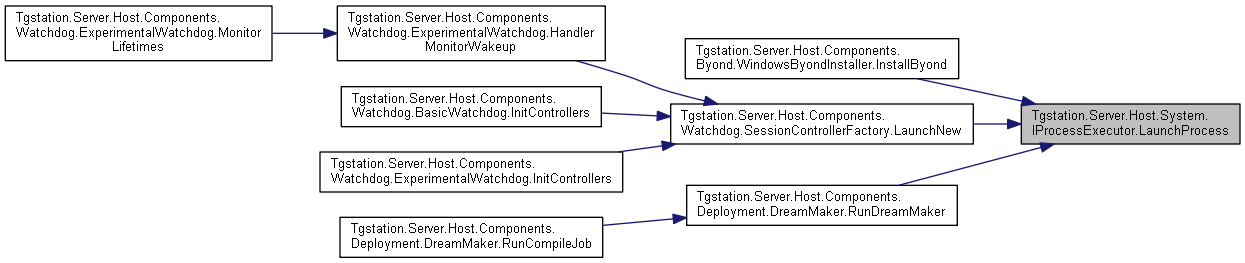 Tgstation.Server.Host.Components.
Watchdog.ExperimentalWatchdog.Monitor
Lifetimes
Tgstation.Server.Host.Components.
Watchdog.ExperimentalWatchdog.Handler
MonitorWakeup
Tgstation.Server.Host.Components.
Byond.WindowsByondInstaller.InstallByond
Tgstation.Server.Host.Components.
Watchdog.BasicWatchdog.InitControllers
Tgstation.Server.Host.Components.
Watchdog.SessionControllerFactory.LaunchNew
Tgstation.Server.Host.System.
IProcessExecutor.LaunchProcess
Tgstation.Server.Host.Components.
Watchdog.ExperimentalWatchdog.InitControllers
Tgstation.Server.Host.Components.
Deployment.DreamMaker.RunDreamMaker
Tgstation.Server.Host.Components.
Deployment.DreamMaker.RunCompileJob